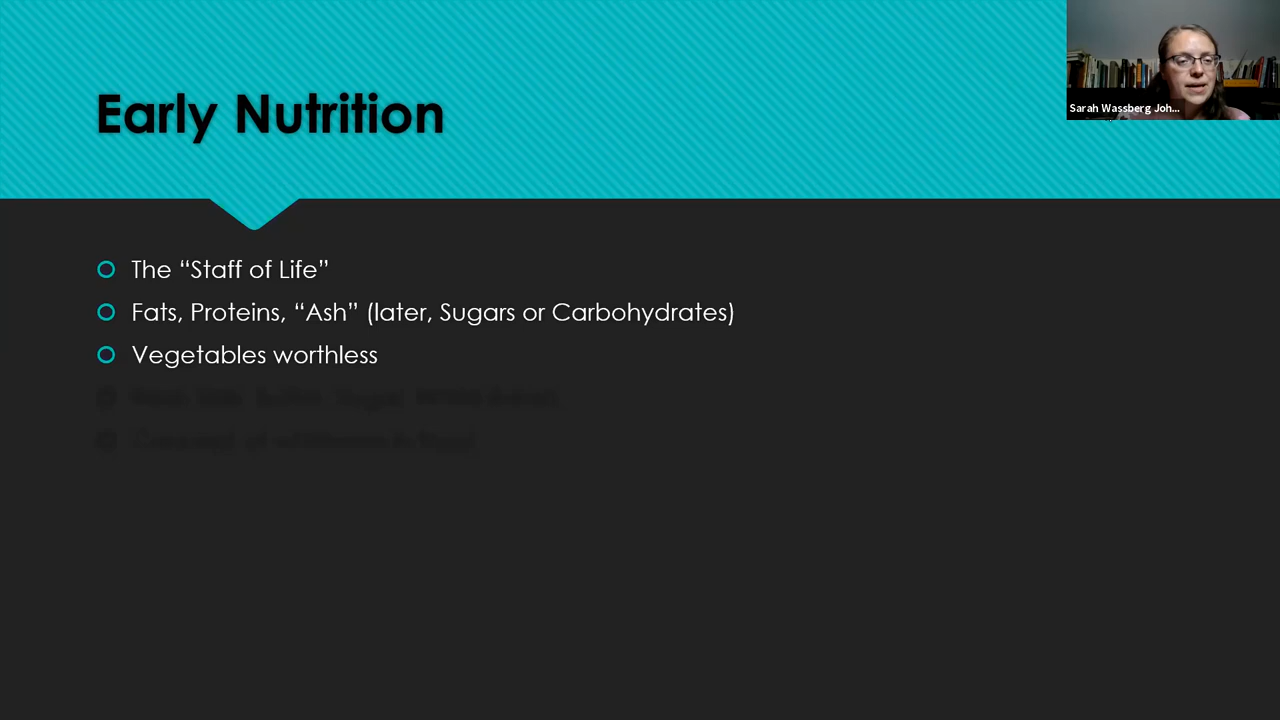 Sarah Wassberg Joh...
Early Nutrition
The “Staff of Life”
Fats, Proteins, “Ash” (later, Sugars or Carbohydrates)
Vegetables worthless